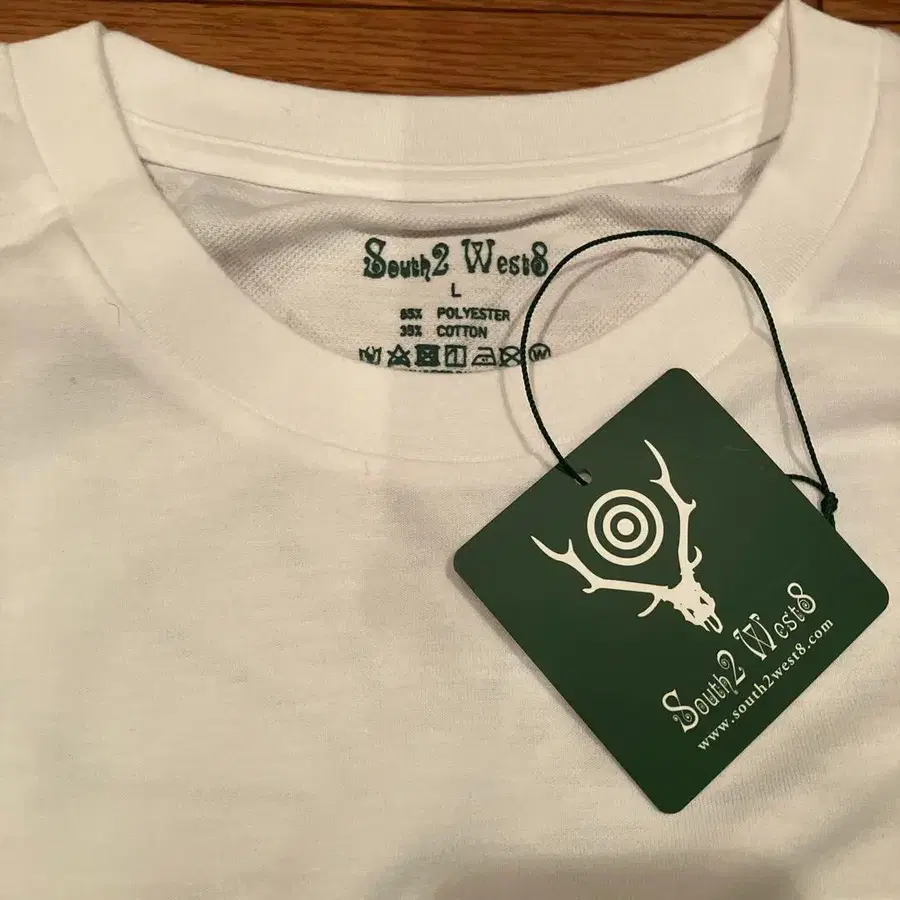 South2 West8
L
65% POLYESTER
35% COTTON
W
South2 West8
www.south2west8.com